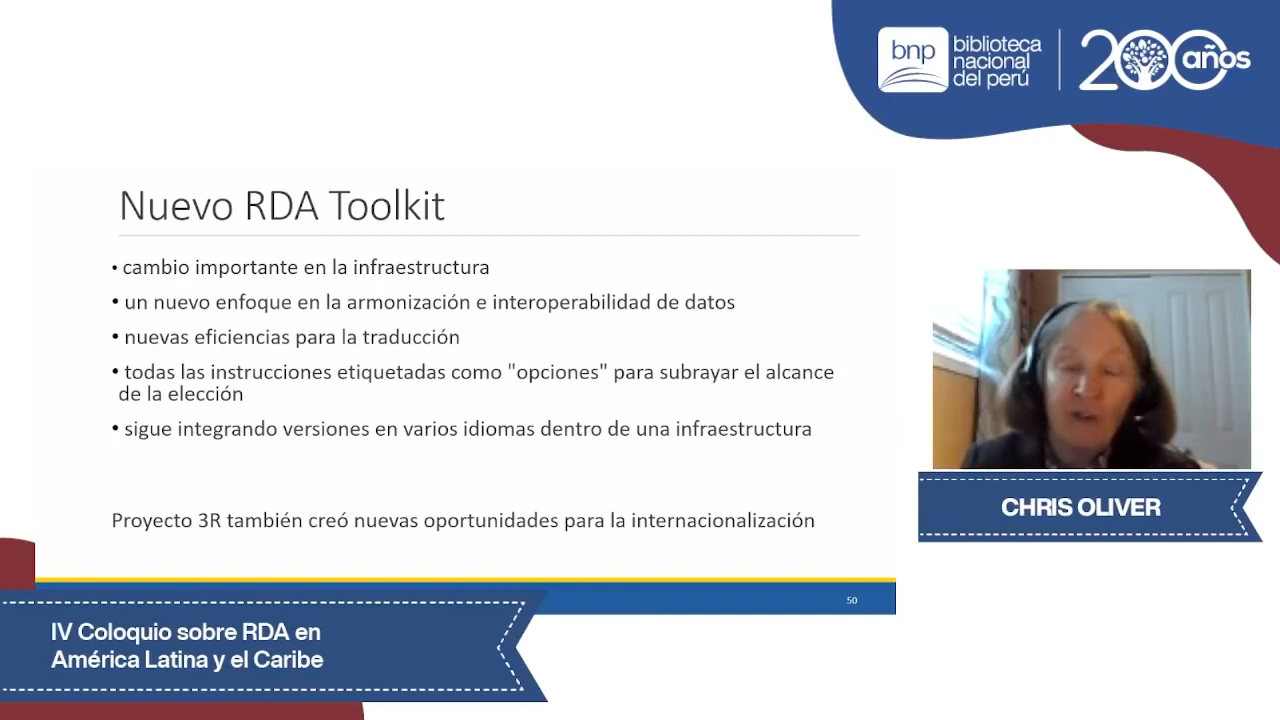 bnp
biblioteca
nacional
del perú
200 años
Nuevo RDA Toolkit
• cambio importante en la infraestructura
• un nuevo enfoque en la armonización e interoperabilidad de datos
• nuevas eficiencias para la traducción
• todas las instrucciones etiquetadas como "opciones" para subrayar el alcance
de la elección
• sigue integrando versiones en varios idiomas dentro de una infraestructura
Proyecto 3R también creó nuevas oportunidades para la internacionalización
50
CHRIS OLIVER
IV Coloquio sobre RDA en
América Latina y el Caribe